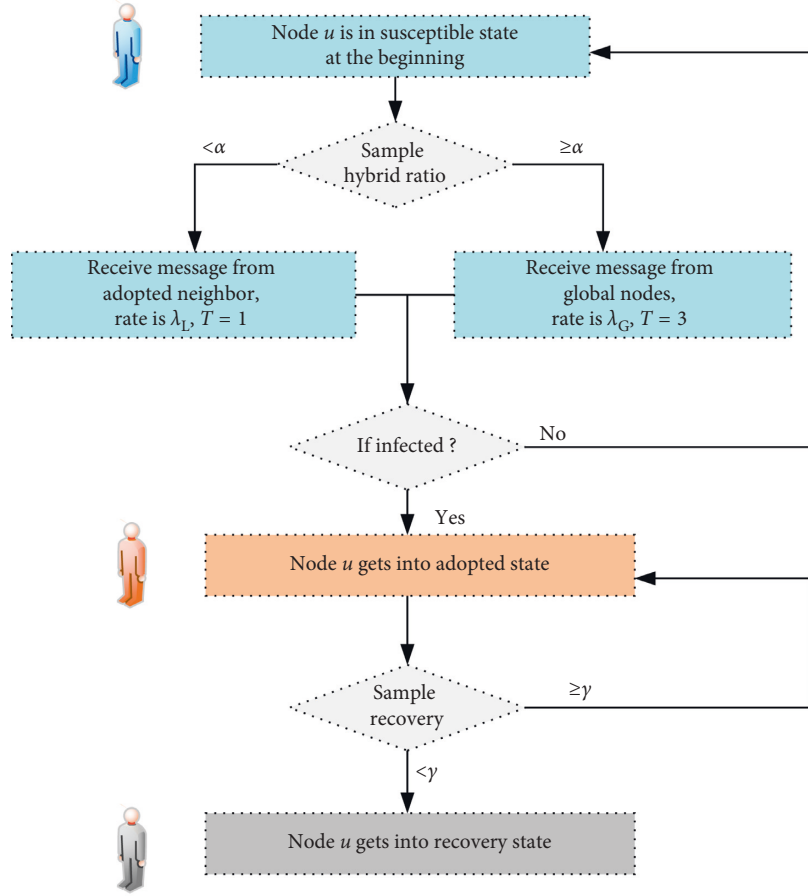 Node u is in susceptible state
at the beginning
<α
Sample
hybrid ratio
≥α
Receive message from
adopted neighbor,
rate is λL, T = 1
Receive message from
global nodes,
rate is λG, T = 3
If infected ?
No
Yes
Node u gets into adopted state
Sample
recovery
≥γ
<γ
Node u gets into recovery state